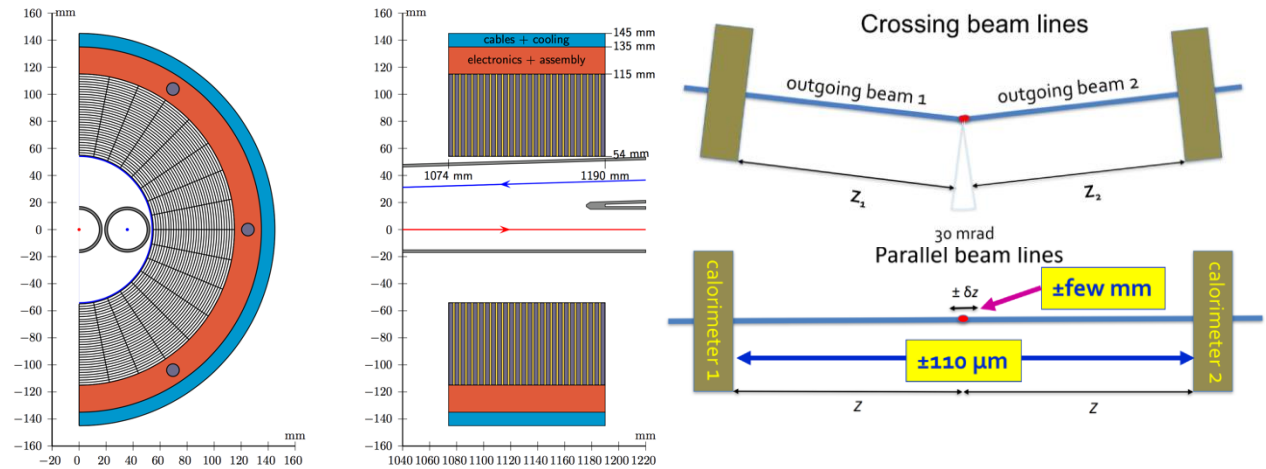 mm
160
140
120
100
80
60
40
20
0
−20
−40
−60
−80
−100
−120
−140
−160
mm
−20 0 20 40 60 80 100 120 140 160
mm
160
140
120
100
80
60
40
20
0
−20
−40
−60
−80
−100
−120
−140
−160
cables + cooling
electronics + assembly
145 mm
135 mm
115 mm
54 mm
1074 mm
1190 mm
mm
1040 1060 1080 1100 1120 1140 1160 1180 1200 1220
Crossing beam lines
outgoing beam 1
outgoing beam 2
Z1
Z2
30 mrad
Parallel beam lines
calorimeter 1
± δz
±few mm
±110 μm
calorimeter 2
z
z